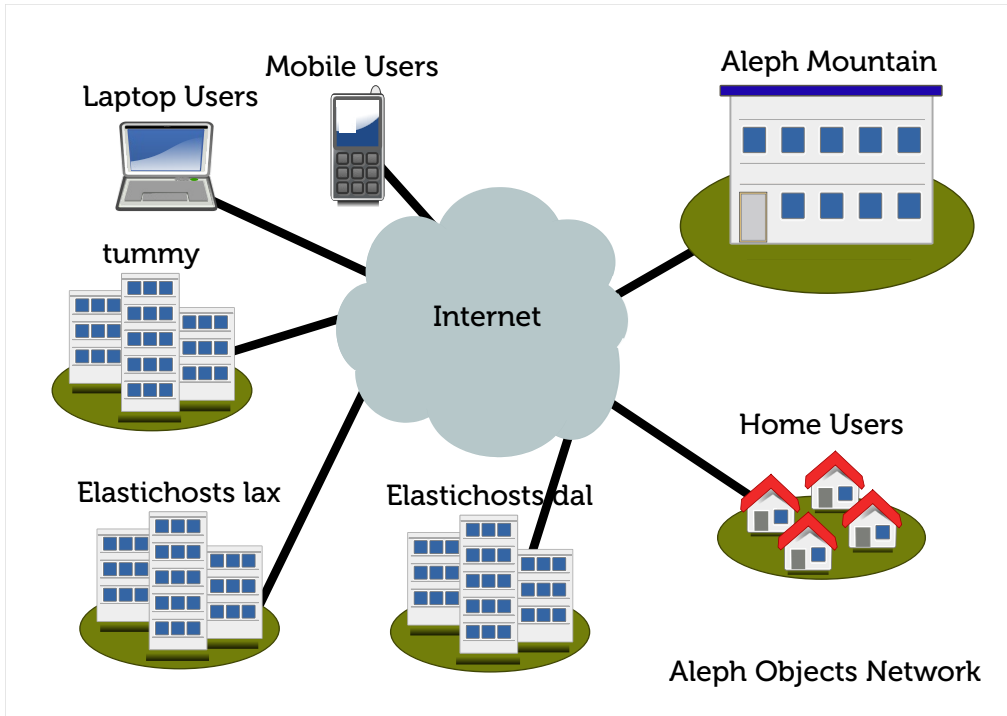 Mobile Users
Aleph Mountain
Laptop Users
tummy
Internet
Home Users
Elastichosts lax
Elastichosts dal
Aleph Objects Network